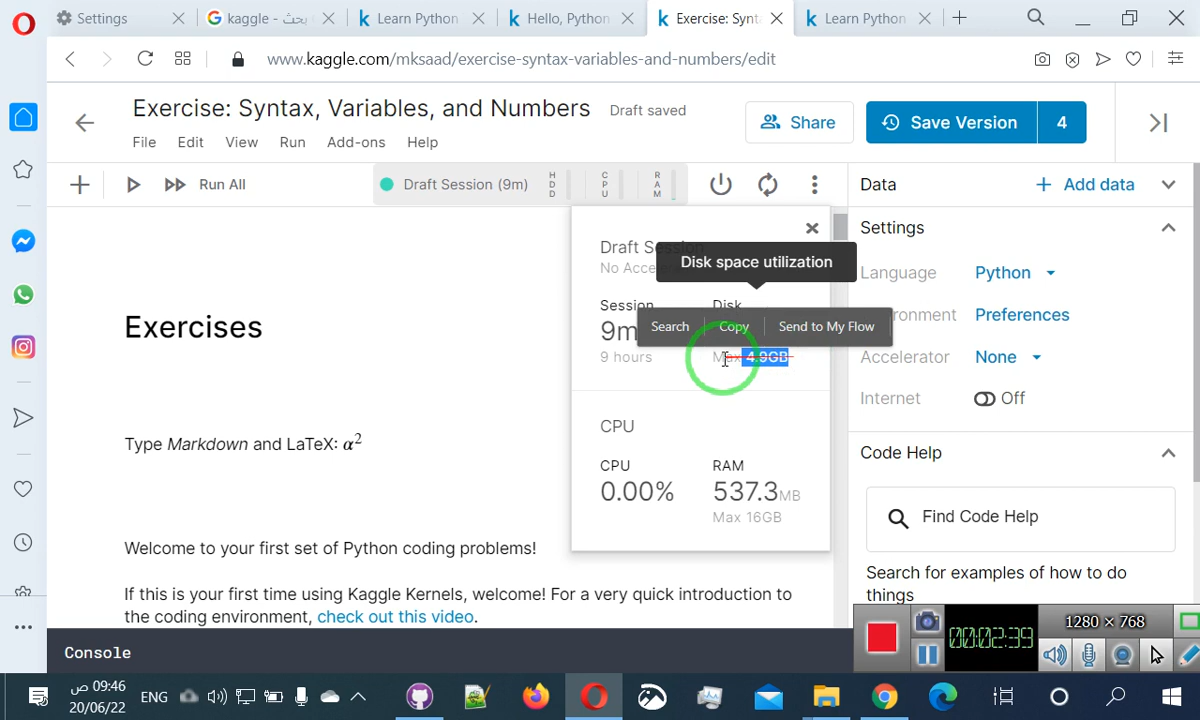 Settings
kaggle - بحث
Learn Python
Hello, Python
Exercise: Synt
Learn Python
www.kaggle.com/mksaad/exercise-syntax-variables-and-numbers/edit
Exercise: Syntax, Variables, and Numbers
Draft saved
Share
Save Version
4
File
Edit
View
Run
Add-ons
Help
Run All
Draft Session (9m)
HDD
CPU
RAM
Data
Add data
Settings
Draft Session
No Acce
Disk space utilization
Language
Python
Session
Disk
Search
Copy
Send to My Flow
Preferences
9m
9 hours
Max 4.9GB
Accelerator
None
Internet
Off
Exercises
Type Markdown and LaTeX: α²
CPU
CPU
0.00%
RAM
537.3MB
Max 16GB
Code Help
Find Code Help
Search for examples of how to do
things
Welcome to your first set of Python coding problems!
If this is your first time using Kaggle Kernels, welcome! For a very quick introduction to
the coding environment, check out this video.
Console
1280 × 768
00:02:39
09:46 ص
20/06/22
ENG